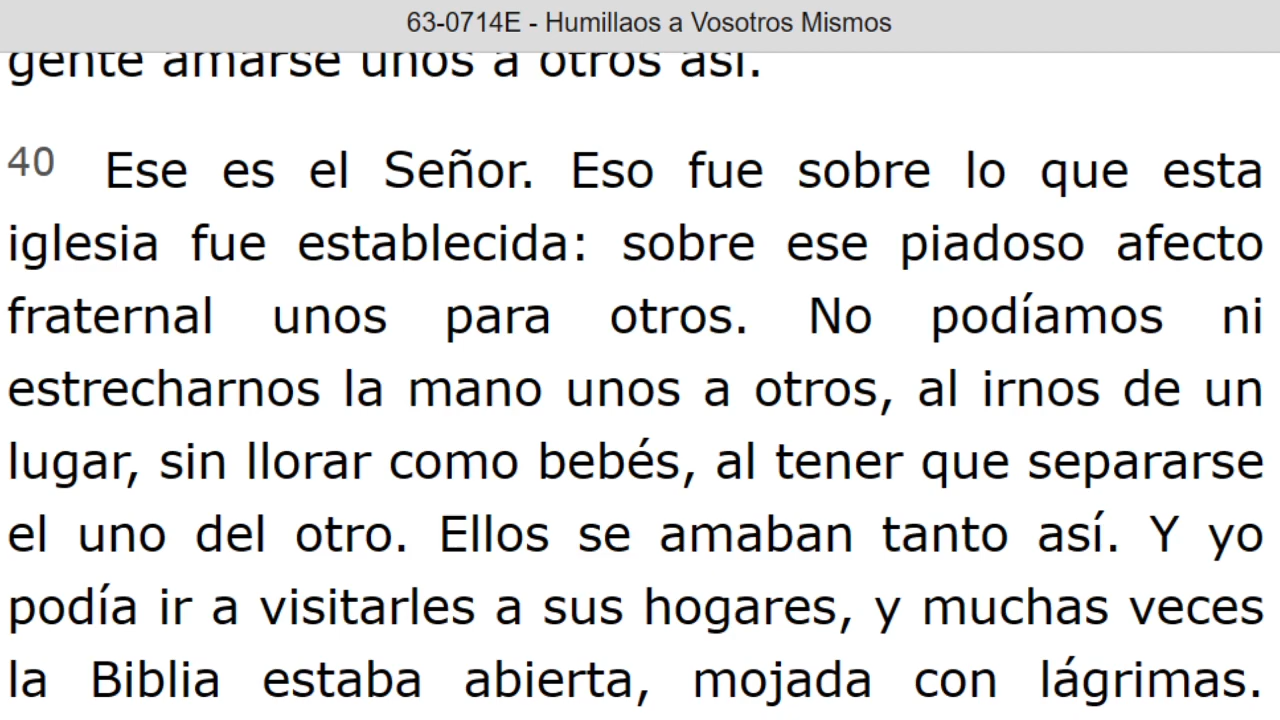 63-0714E - Humillaos a Vosotros Mismos
gente amarse unos a otros así.
40 Ese es el Señor. Eso fue sobre lo que esta
iglesia fue establecida: sobre ese piadoso afecto
fraternal unos para otros. No podíamos ni
estrecharnos la mano unos a otros, al irnos de un
lugar, sin llorar como bebés, al tener que separarse
el uno del otro. Ellos se amaban tanto así. Y yo
podía ir a visitarles a sus hogares, y muchas veces
la Biblia estaba abierta, mojada con lágrimas.